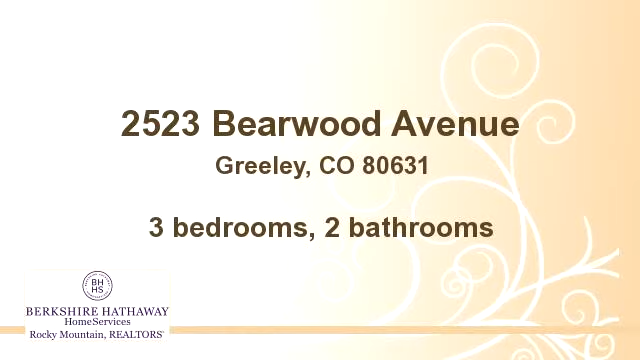 2523 Bearwood Avenue
Greeley, CO 80631
3 bedrooms, 2 bathrooms
BH
HS
BERKSHIRE HATHAWAY
HomeServices
Rocky Mountain, REALTORS®